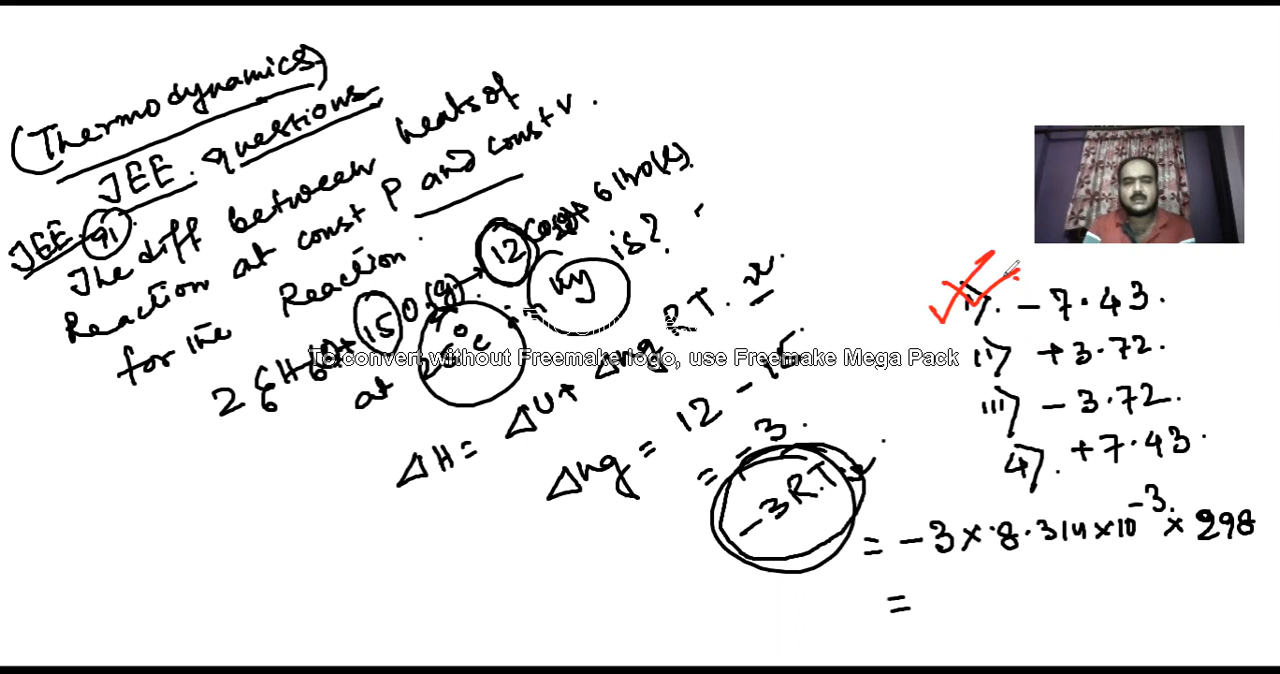 (Thermodynamics)
JEE. questions
JEE 91
The diff between heats of
Reaction at const P and const v.
for the Reaction.
2 C6H6(l)+ 15 O2(g) → 12 CO2(g)+ 6 H2O(l)
at 25°C in kJ is?
ΔH = ΔU + Δng RT.
Δng = 12 - 15
= -3.
-3 R.T
= -3 × 8.314 × 10-3 × 298
=
- 7.43.
ii) +3.72
iii) - 3.72.
4). +7.43.
To convert without Freemake logo, use Freemake Mega Pack